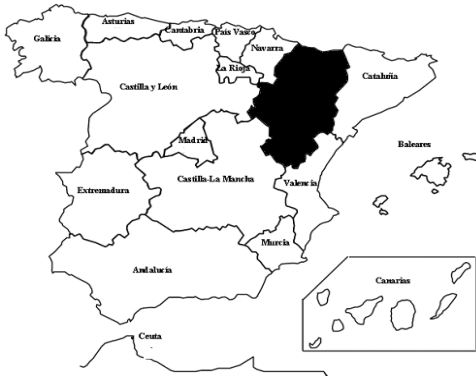 Asturias
Cantabria
País Vasco
Galicia
Navarra
La Rioja
Cataluña
Castilla y León
Madrid
Baleares
Castilla-La Mancha
Extremadura
Valencia
Murcia
Andalucía
Canarias
Ceuta